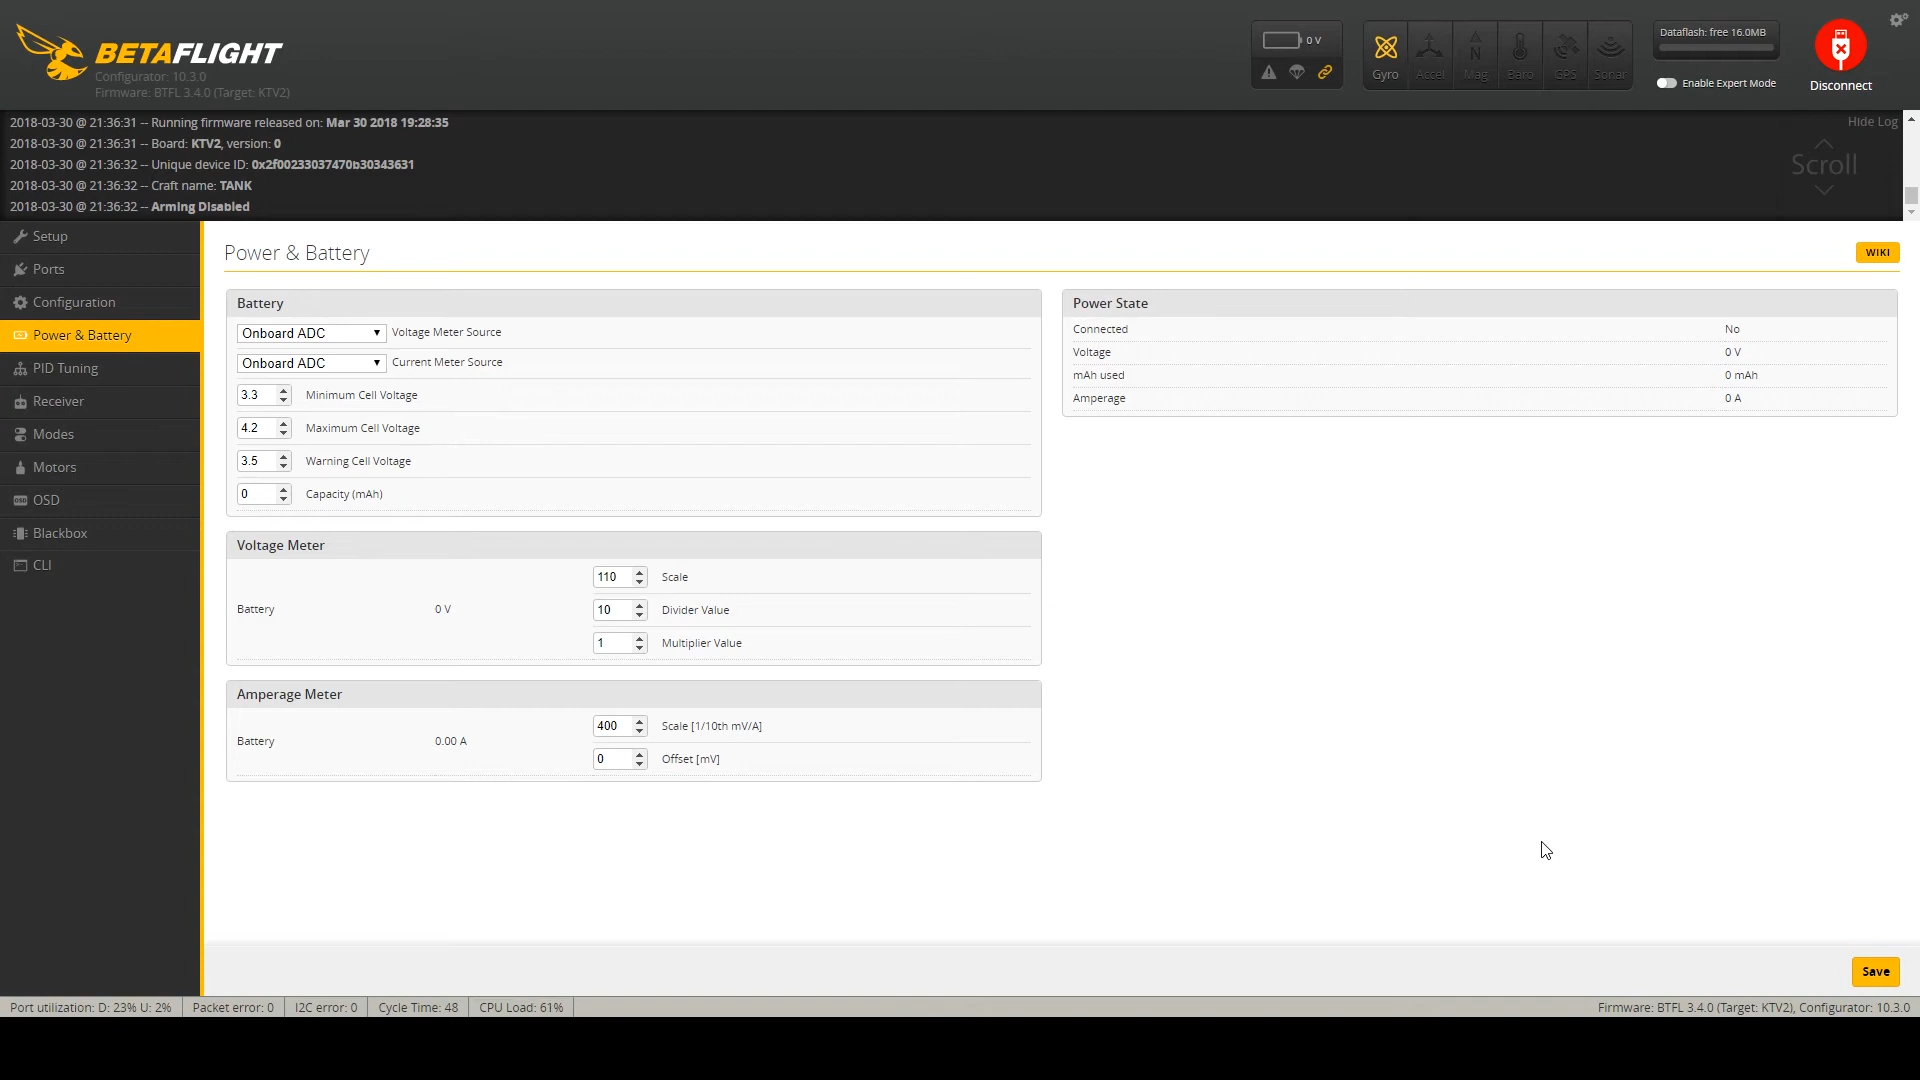 BETAFLIGHT
Configurator: 10.3.0
Firmware: BTFL 3.4.0 (Target: KTV2)
0 V
Gyro
Accel
Mag
Baro
GPS
Sonar
Dataflash: free 16.0MB
Enable Expert Mode
Disconnect
2018-03-30 @ 21:36:31 -- Running firmware released on: Mar 30 2018 19:28:35
2018-03-30 @ 21:36:31 -- Board: KTV2, version: 0
2018-03-30 @ 21:36:32 -- Unique device ID: 0x2f00233037470b30343631
2018-03-30 @ 21:36:32 -- Craft name: TANK
2018-03-30 @ 21:36:32 -- Arming Disabled
Hide Log
Scroll
Setup
Ports
Configuration
Power & Battery
PID Tuning
Receiver
Modes
Motors
OSD
Blackbox
CLI
Power & Battery
WIKI
Battery
Onboard ADC Voltage Meter Source
Onboard ADC Current Meter Source
3.3 Minimum Cell Voltage
4.2 Maximum Cell Voltage
3.5 Warning Cell Voltage
0 Capacity (mAh)
Voltage Meter
Battery 0 V
110 Scale
10 Divider Value
1 Multiplier Value
Amperage Meter
Battery 0.00 A
400 Scale [1/10th mV/A]
0 Offset [mV]
Power State
Connected No
Voltage 0 V
mAh used 0 mAh
Amperage 0 A
Save
Port utilization: D: 23% U: 2% Packet error: 0 I2C error: 0 Cycle Time: 48 CPU Load: 61% Firmware: BTFL 3.4.0 (Target: KTV2), Configurator: 10.3.0